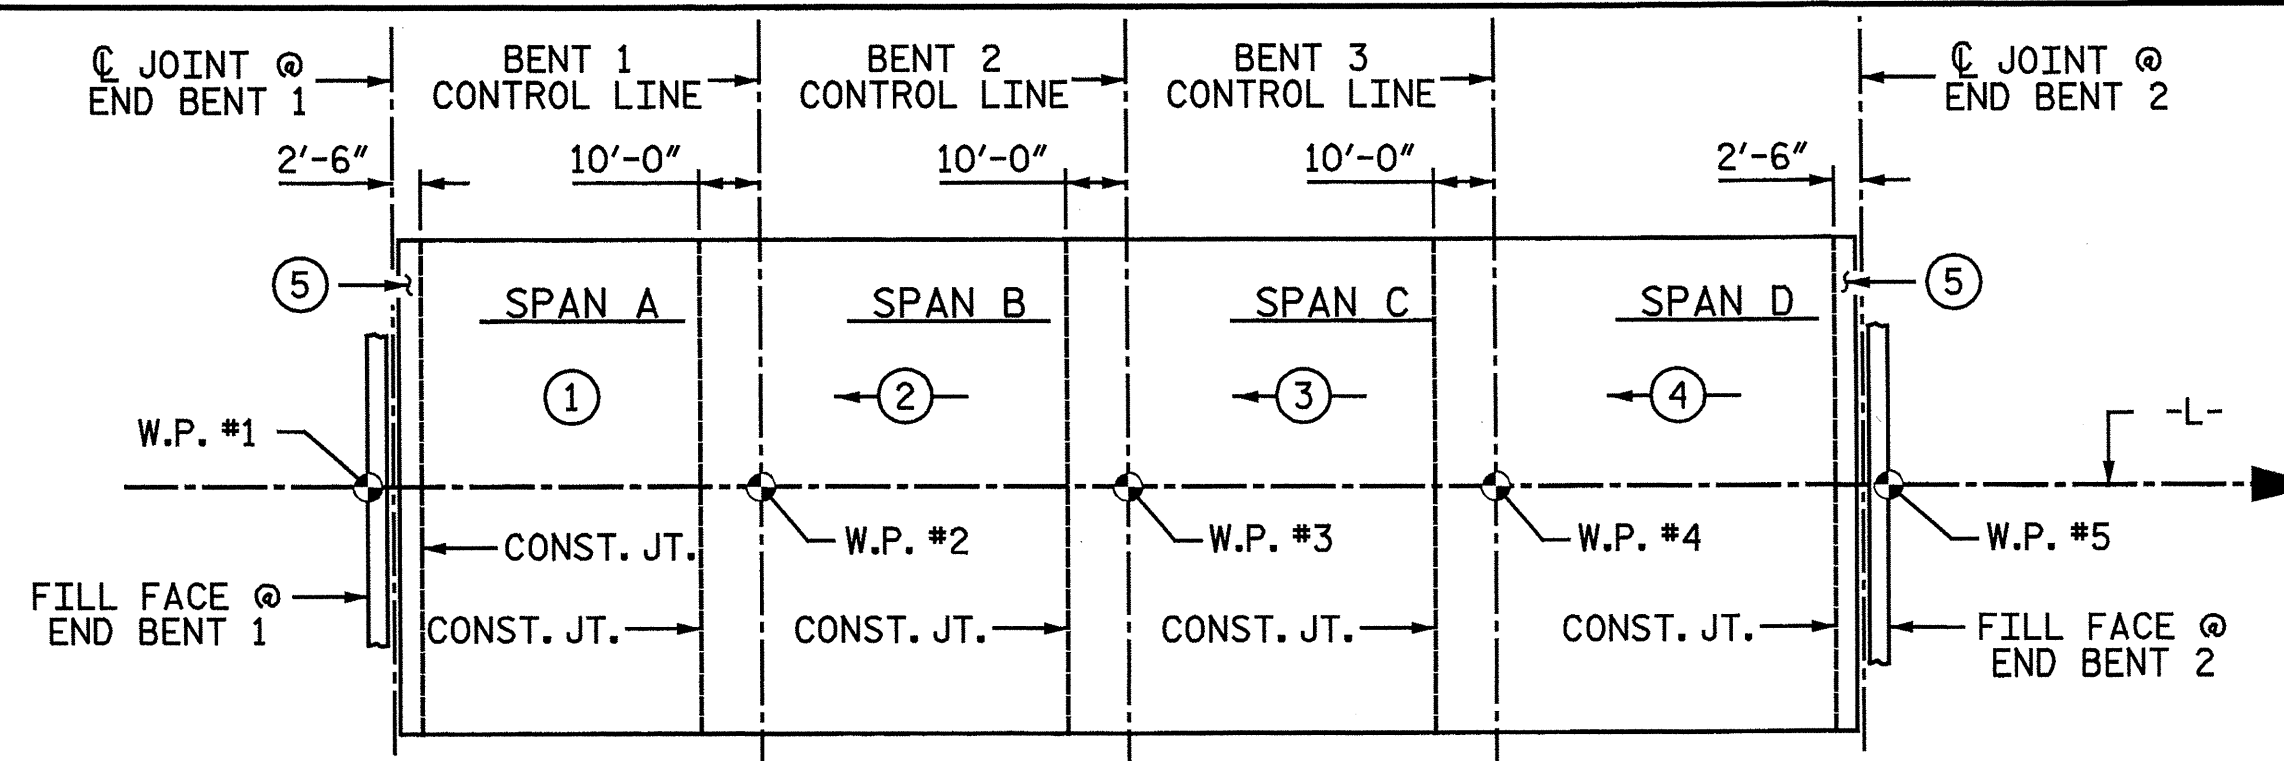 ℄ JOINT @
END BENT 1
BENT 1
CONTROL LINE
BENT 2
CONTROL LINE
BENT 3
CONTROL LINE
℄ JOINT @
END BENT 2
2'-6"
10'-0"
10'-0"
10'-0"
2'-6"
5
SPAN A
SPAN B
SPAN C
SPAN D
5
1
2
3
4
W.P. #1
-L-
W.P. #2
W.P. #3
W.P. #4
W.P. #5
CONST. JT.
FILL FACE @
END BENT 1
CONST. JT.
CONST. JT.
CONST. JT.
CONST. JT.
FILL FACE @
END BENT 2